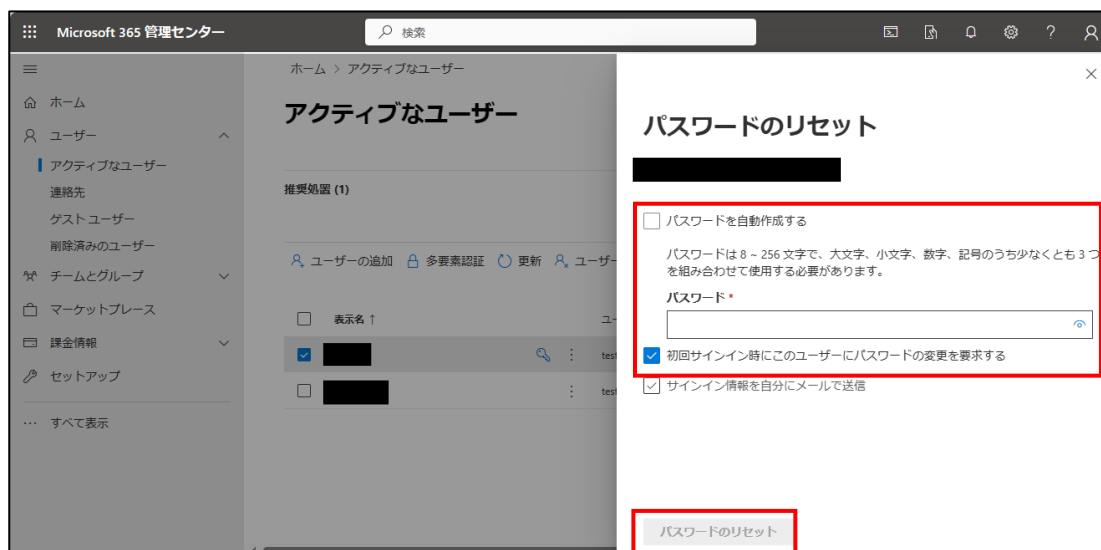 Microsoft 365 管理センター
検索
ホーム
ユーザー
アクティブなユーザー
連絡先
ゲスト ユーザー
削除済みのユーザー
チームとグループ
マーケットプレース
課金情報
セットアップ
… すべて表示
ホーム > アクティブなユーザー
アクティブなユーザー
推奨処置 (1)
ユーザーの追加 多要素認証 更新 ユーザー
表示名 ↑ ユー
test
test
パスワードのリセット
パスワードを自動作成する
パスワードは 8 ~ 256 文字で、大文字、小文字、数字、記号のうち少なくとも 3 つ
を組み合わせて使用する必要があります。
パスワード *
初回サインイン時にこのユーザーにパスワードの変更を要求する
サインイン情報を自分にメールで送信
パスワードのリセット